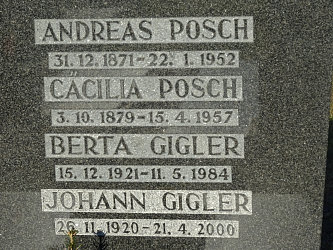 ANDREAS POSCH
31. 12. 1871-22. 1. 1952
CÄCILIA POSCH
3. 10. 1879-15. 4. 1957
BERTA GIGLER
15. 12. 1921-11. 5. 1984
JOHANN GIGLER
26. 11. 1920-21. 4. 2000